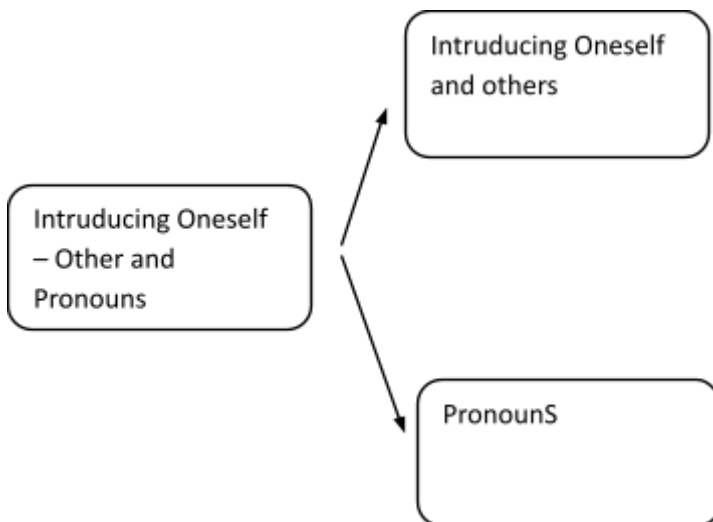 Intruducing Oneself
and others
Intruducing Oneself
– Other and
Pronouns
PronounS